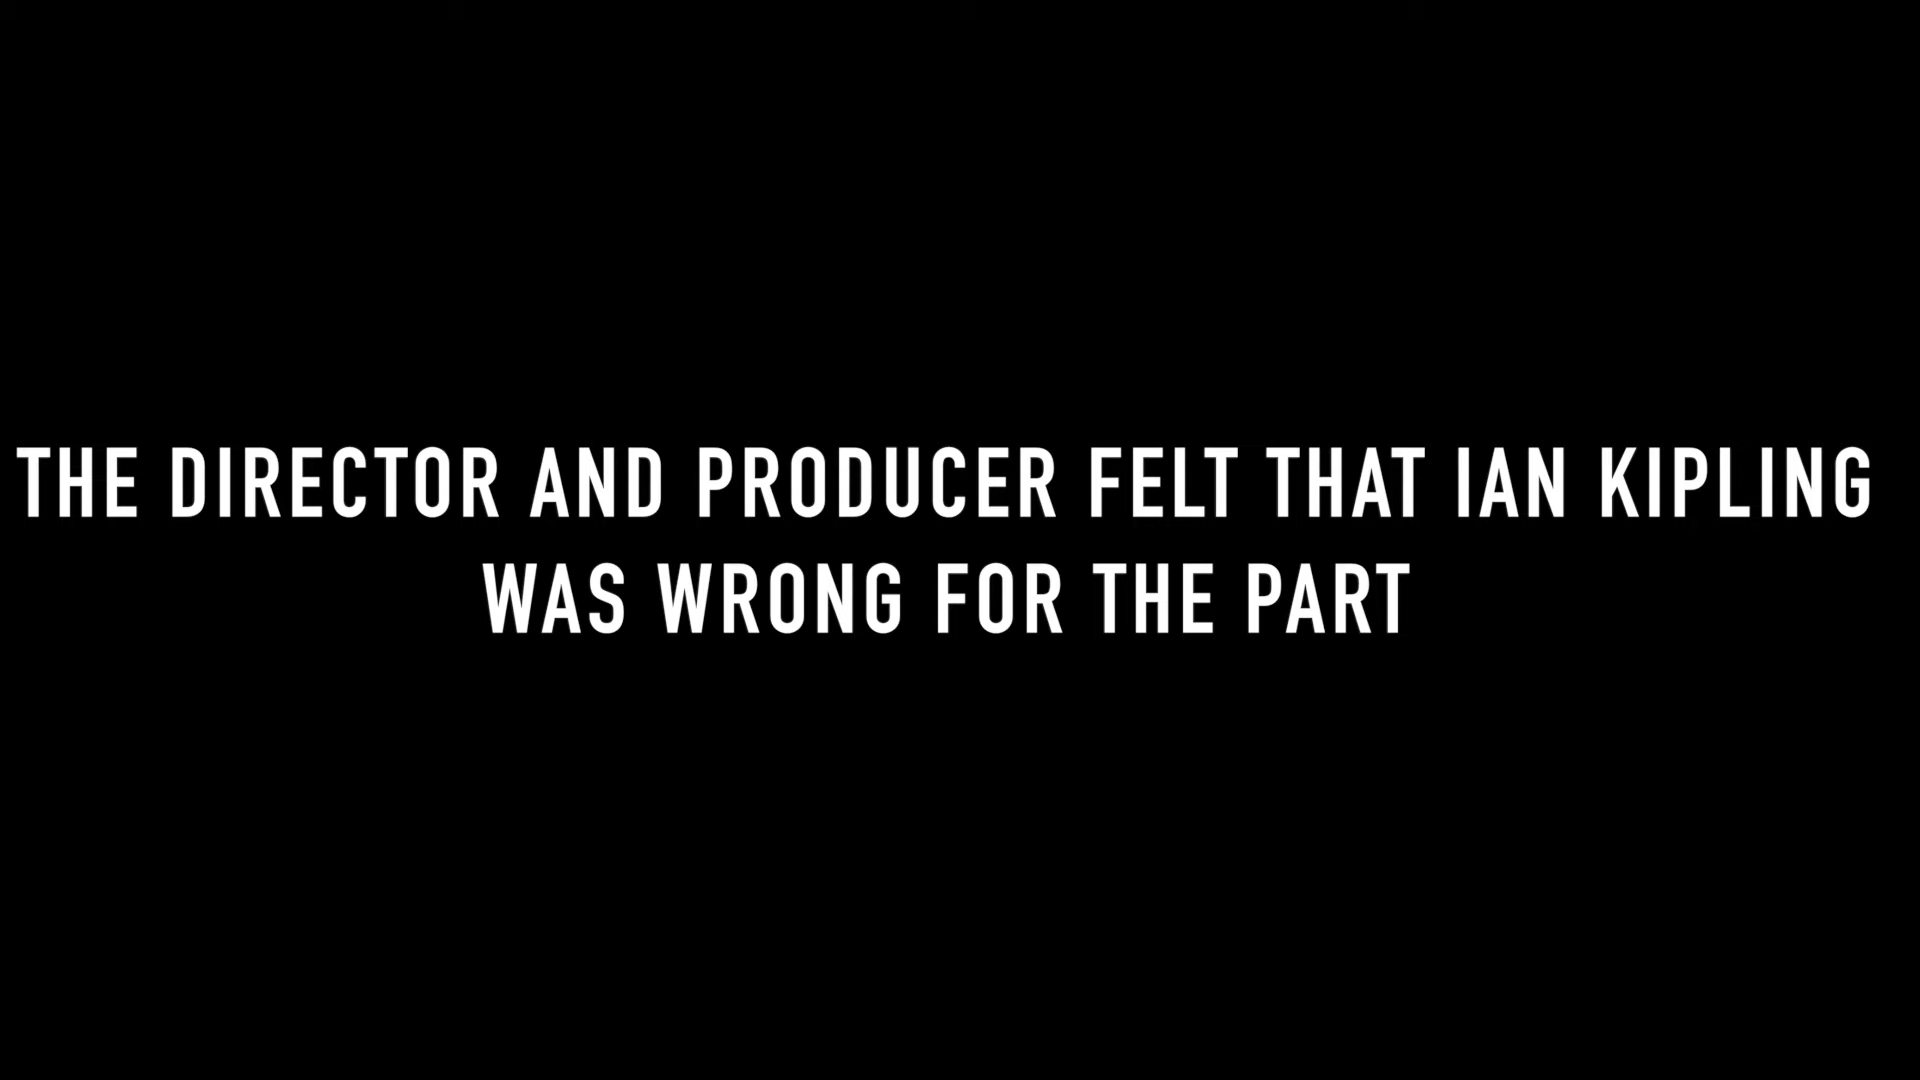 THE DIRECTOR AND PRODUCER FELT THAT IAN KIPLING
WAS WRONG FOR THE PART